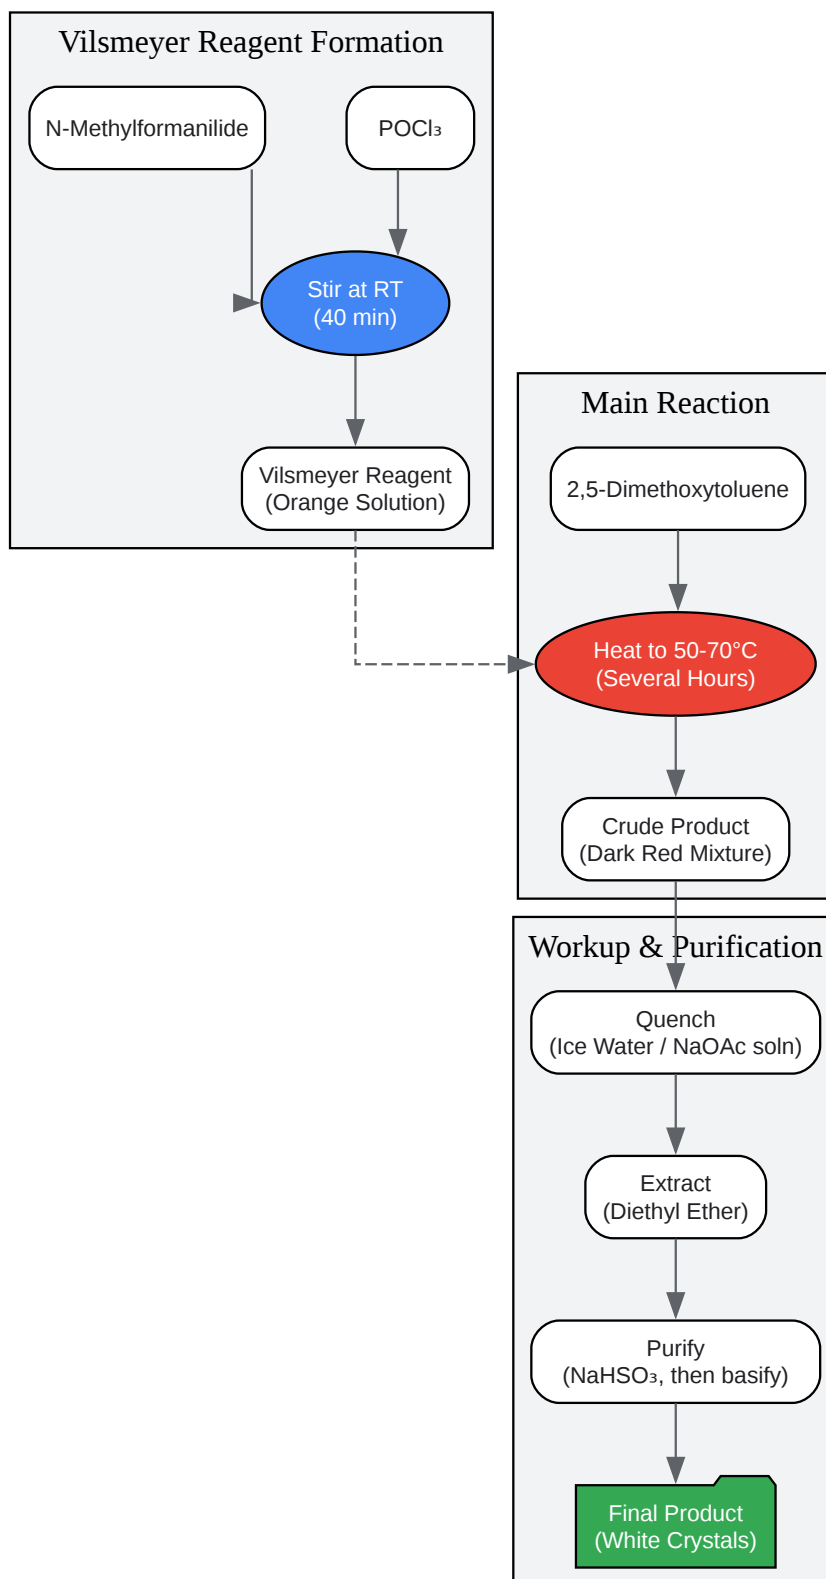 Vilsmeyer Reagent Formation
N-Methylformanilide
POCl₃
Stir at RT
(40 min)
Vilsmeyer Reagent
(Orange Solution)
Main Reaction
2,5-Dimethoxytoluene
Heat to 50-70°C
(Several Hours)
Crude Product
(Dark Red Mixture)
Workup & Purification
Quench
(Ice Water / NaOAc soln)
Extract
(Diethyl Ether)
Purify
(NaHSO₃, then basify)
Final Product
(White Crystals)